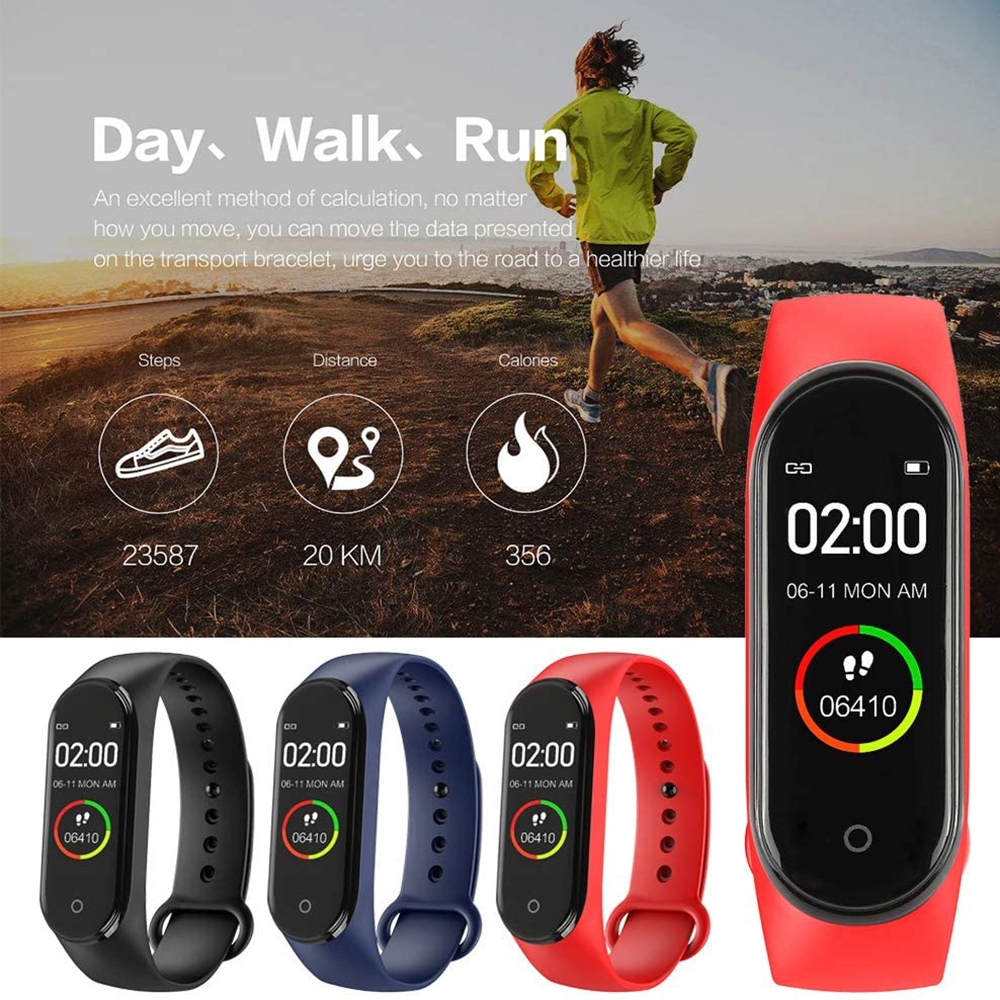 Day、Walk、Run
An excellent method of calculation, no matter
how you move, you can move the data presented
on the transport bracelet, urge you to the road to a healthier life
Steps Distance Calories
23587 20 KM 356
02:00
06-11 MON AM
06410
02:00
06-11 MON AM
06410
02:00
06-11 MON AM
06410
02:00
06-11 MON AM
06410